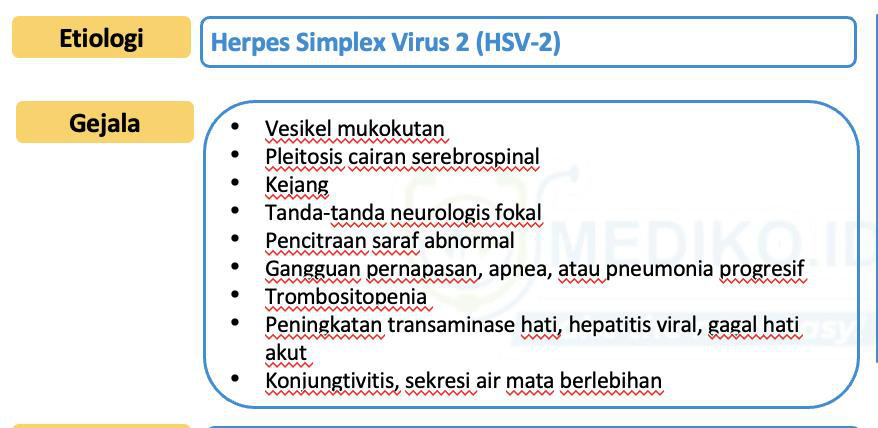 Etiologi
Herpes Simplex Virus 2 (HSV-2)
Gejala
• Vesikel mukokutan
• Pleitosis cairan serebrospinal
• Kejang
• Tanda-tanda neurologis fokal
• Pencitraan saraf abnormal
• Gangguan pernapasan, apnea, atau pneumonia progresif
• Trombositopenia
• Peningkatan transaminase hati, hepatitis viral, gagal hati
akut
• Konjungtivitis, sekresi air mata berlebihan
MEDIKO.ID